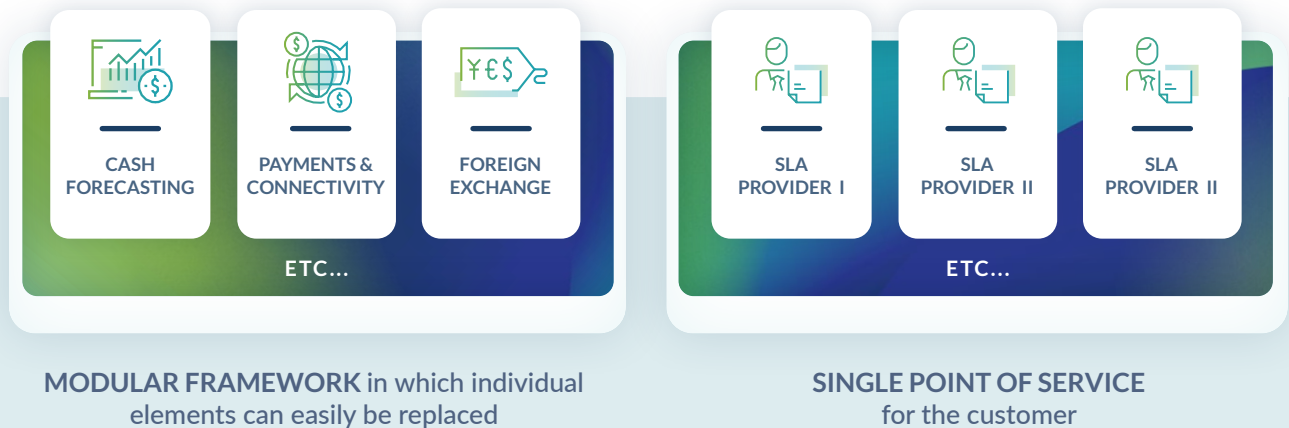 ¥€$
CASH
FORECASTING
PAYMENTS &
CONNECTIVITY
FOREIGN
EXCHANGE
ETC...
MODULAR FRAMEWORK in which individual
elements can easily be replaced
SLA
PROVIDER I
SLA
PROVIDER II
SLA
PROVIDER II
ETC...
SINGLE POINT OF SERVICE
for the customer